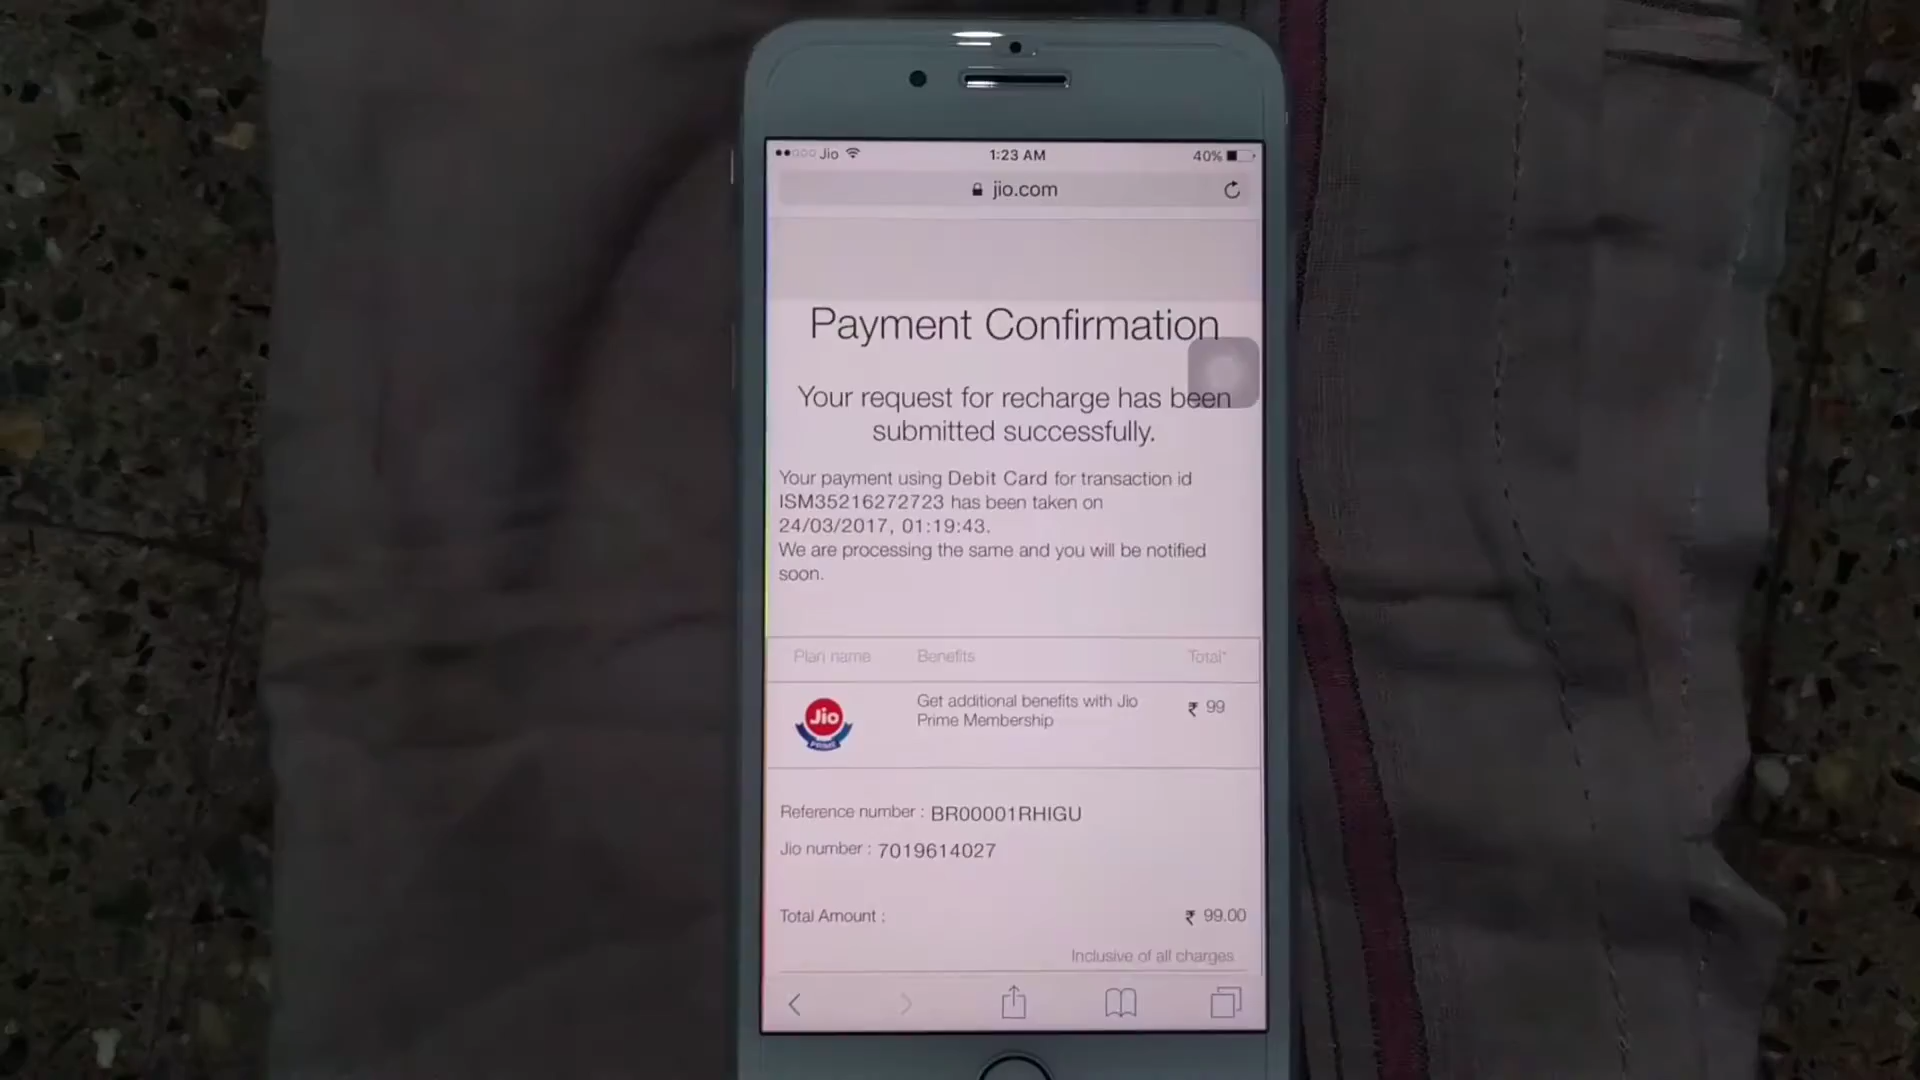 Jio 1:23 AM 40%
jio.com
Payment Confirmation
Your request for recharge has been
submitted successfully.
Your payment using Debit Card for transaction id
ISM35216272723 has been taken on
24/03/2017, 01:19:43.
We are processing the same and you will be notified
soon.
Plan name Benefits Total*
Jio
PRIME
Get additional benefits with Jio
Prime Membership
₹ 99
Reference number : BR00001RHIGU
Jio number : 7019614027
Total Amount : ₹ 99.00
Inclusive of all charges